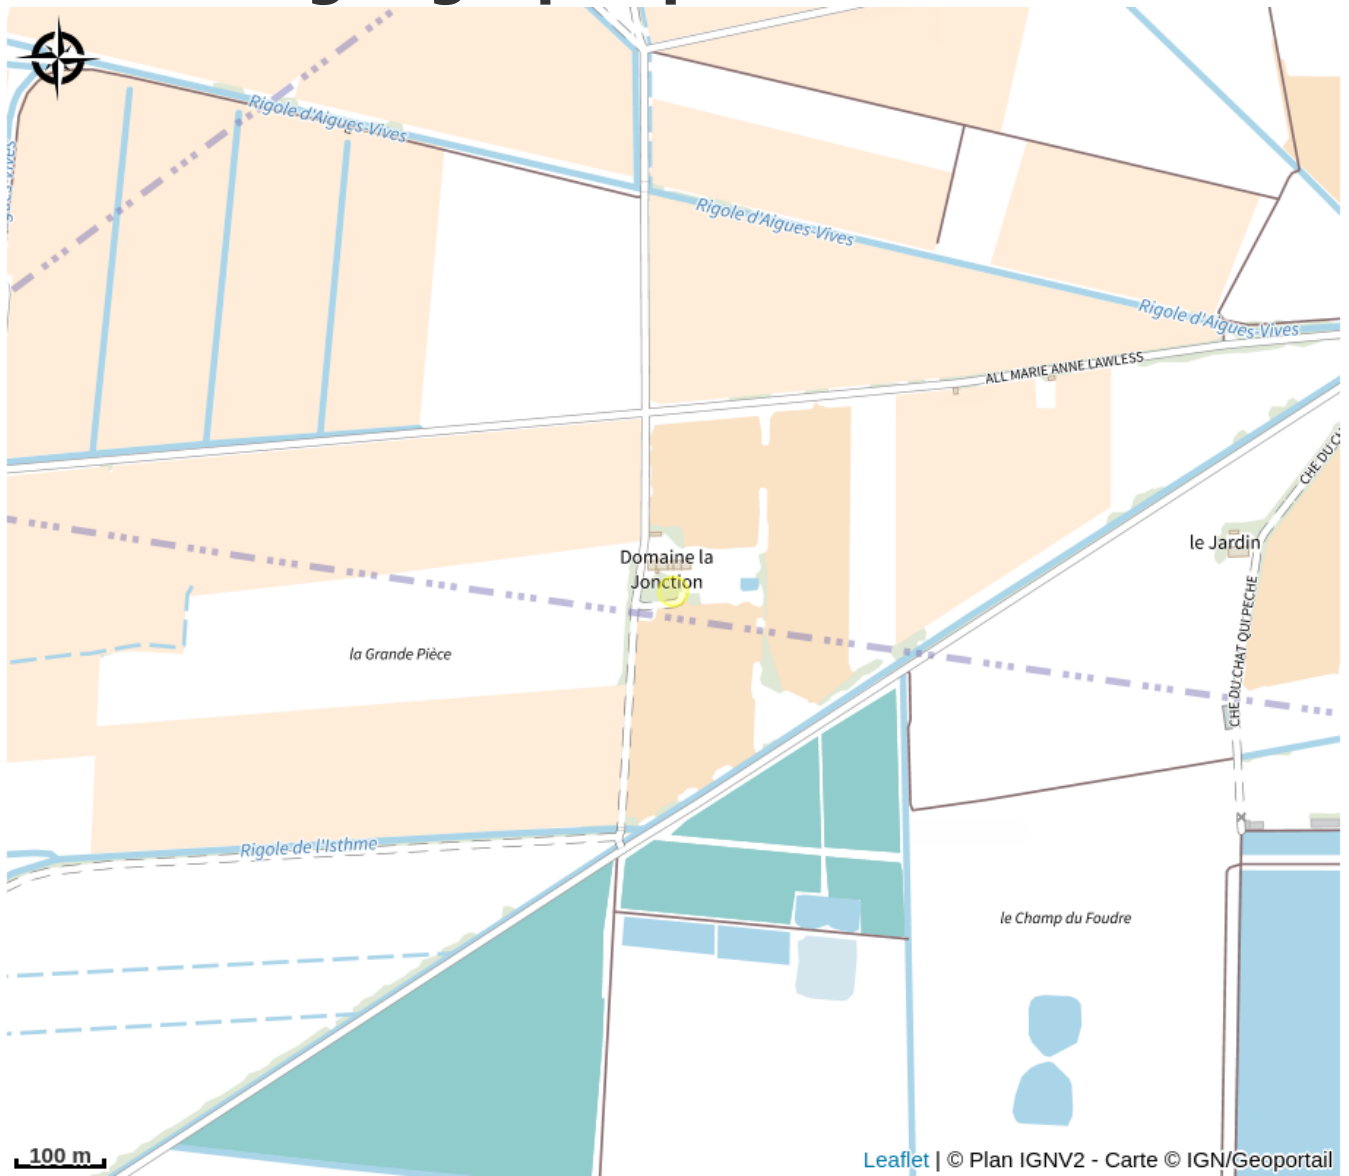 Rigole d'Aigues-Vives
Rigole d'Aigues-Vives
Rigole d'Aigues-Vives
ALL MARIE ANNE LAWLESS
Domaine la
Jonction
le Jardin
CHE DU CHAT QUI PECHE
la Grande Pièce
Rigole de l'Isthme
le Champ du Foudre
100 m
Leaflet | © Plan IGNV2 - Carte © IGN/Geoportail